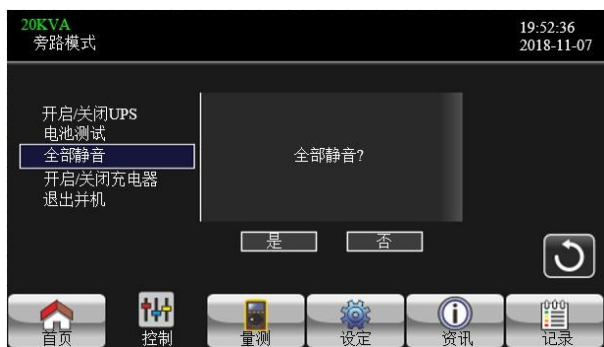 20KVA
旁路模式
19:52:36
2018-11-07
开启/关闭UPS
电池测试
全部静音
开启/关闭充电器
退出并机
全部静音?
是
否
首页
控制
量测
设定
资讯
记录